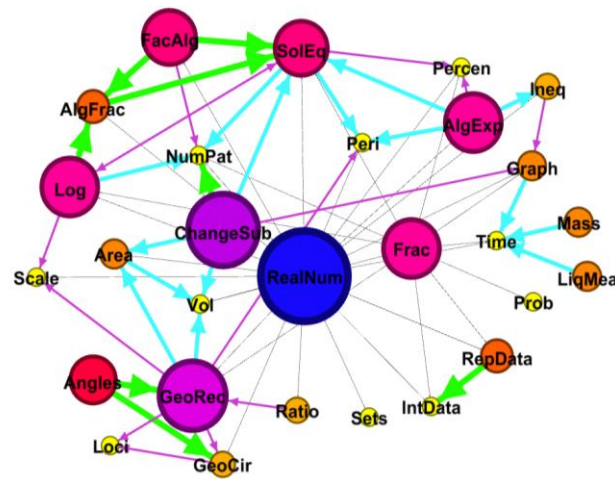 FacAlg
SolEq
Percen
Ineq
AlgFrac
AlgExp
NumPat
Peri
Graph
Log
ChangeSub
Frac
Time
Mass
Area
Scale
RealNum
LiqMea
Vol
Prob
RepData
Angles
GeoRec
Ratio
Sets
IntData
Loci
GeoCir